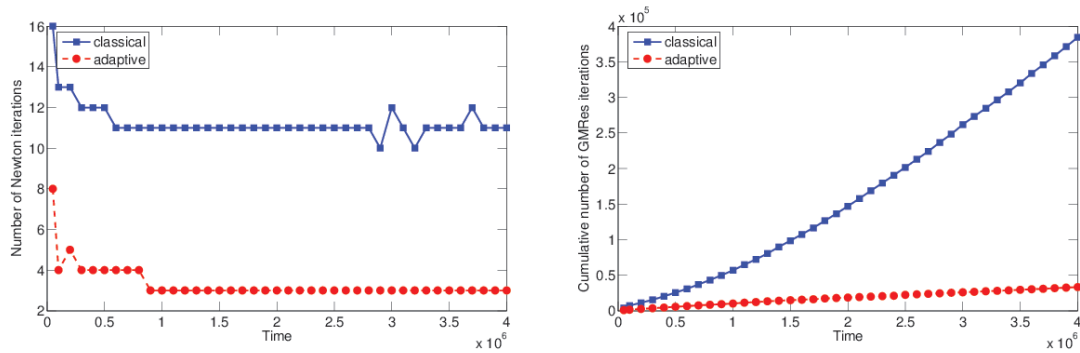 16
14
12
10
8
6
4
2
Number of Newton iterations
classical
adaptive
0 0.5 1 1.5 2 2.5 3 3.5 4
Time
x 10^6
x 10^5
4
3.5
3
2.5
2
1.5
1
0.5
0
Cumulative number of GMRes iterations
classical
adaptive
0 0.5 1 1.5 2 2.5 3 3.5 4
Time
x 10^6